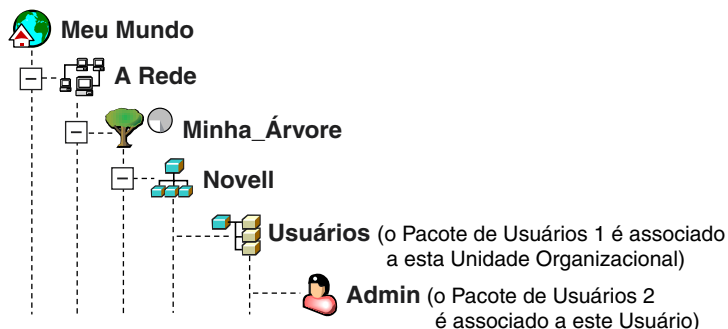 Meu Mundo
A Rede
Minha_Árvore
Novell
Usuários (o Pacote de Usuários 1 é associado
a esta Unidade Organizacional)
Admin (o Pacote de Usuários 2
é associado a este Usuário)